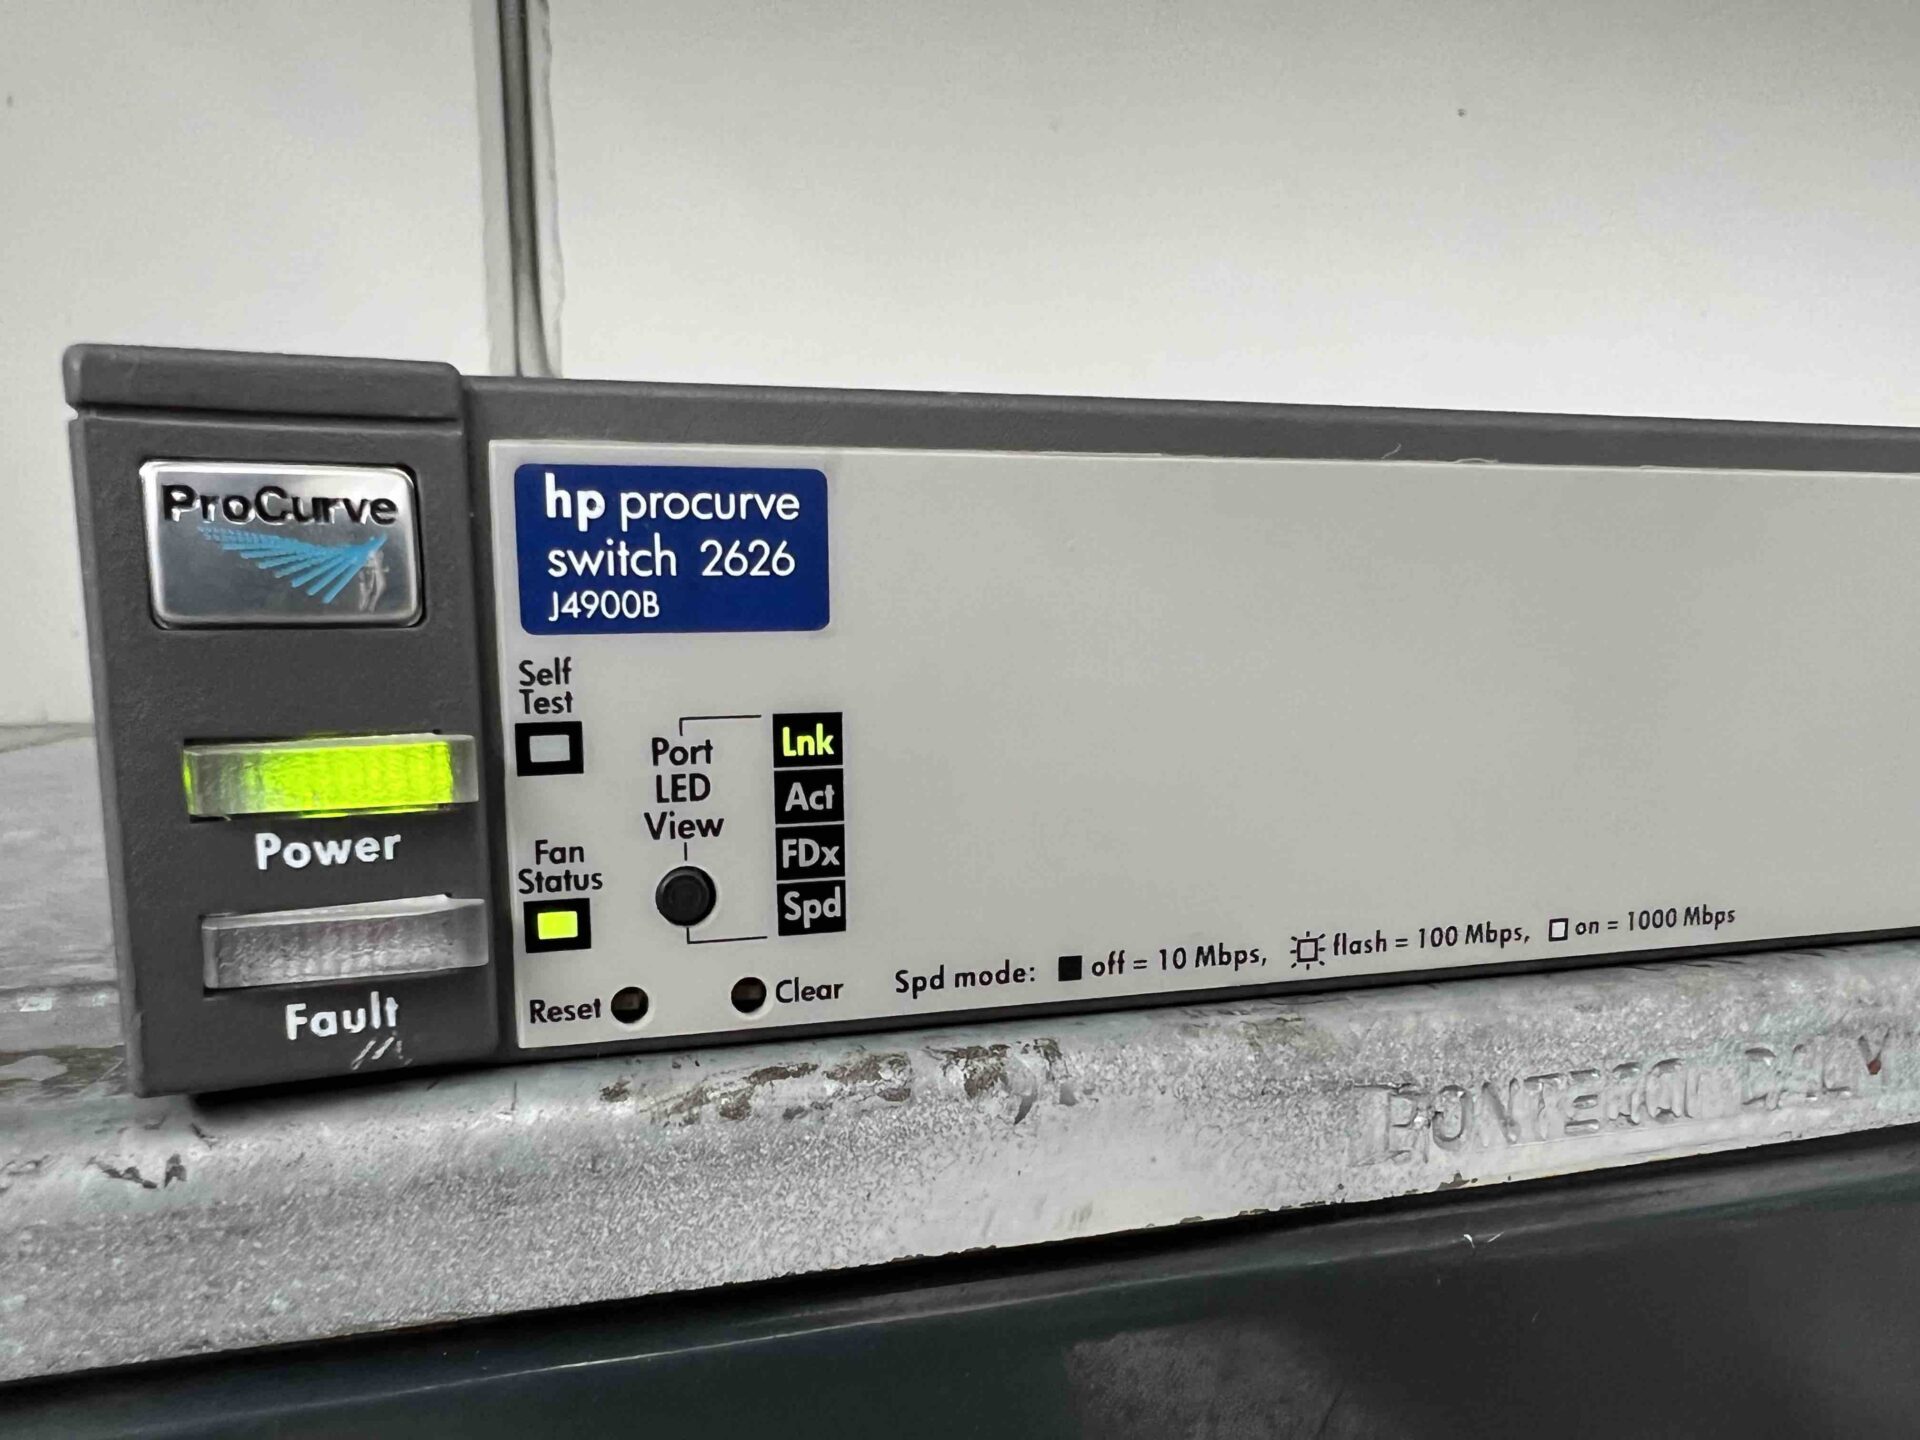 ProCurve
hp procurve
switch 2626
J4900B
Self
Test
Port
LED
View
Lnk
Act
FDx
Spd
Power
Fan
Status
Fault
Reset
Clear
Spd mode: off = 10 Mbps, flash = 100 Mbps, on = 1000 Mbps